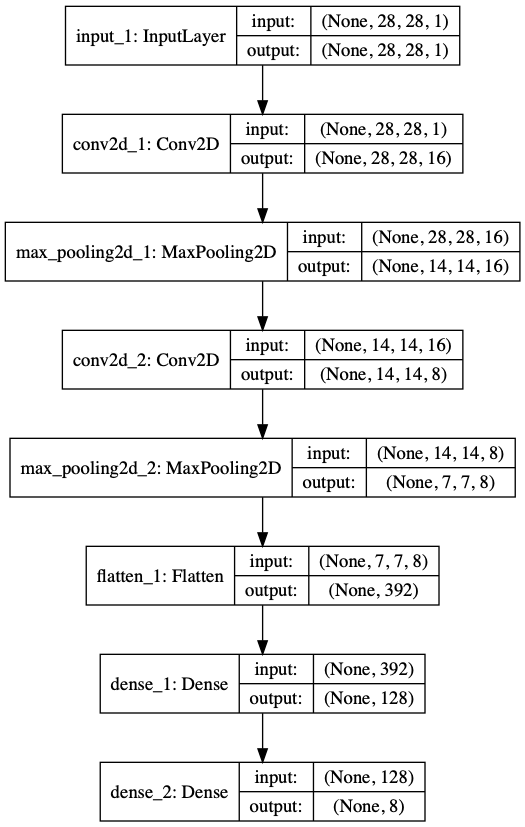 input_1: InputLayer
input: (None, 28, 28, 1)
output: (None, 28, 28, 1)
conv2d_1: Conv2D
input: (None, 28, 28, 1)
output: (None, 28, 28, 16)
max_pooling2d_1: MaxPooling2D
input: (None, 28, 28, 16)
output: (None, 14, 14, 16)
conv2d_2: Conv2D
input: (None, 14, 14, 16)
output: (None, 14, 14, 8)
max_pooling2d_2: MaxPooling2D
input: (None, 14, 14, 8)
output: (None, 7, 7, 8)
flatten_1: Flatten
input: (None, 7, 7, 8)
output: (None, 392)
dense_1: Dense
input: (None, 392)
output: (None, 128)
dense_2: Dense
input: (None, 128)
output: (None, 8)